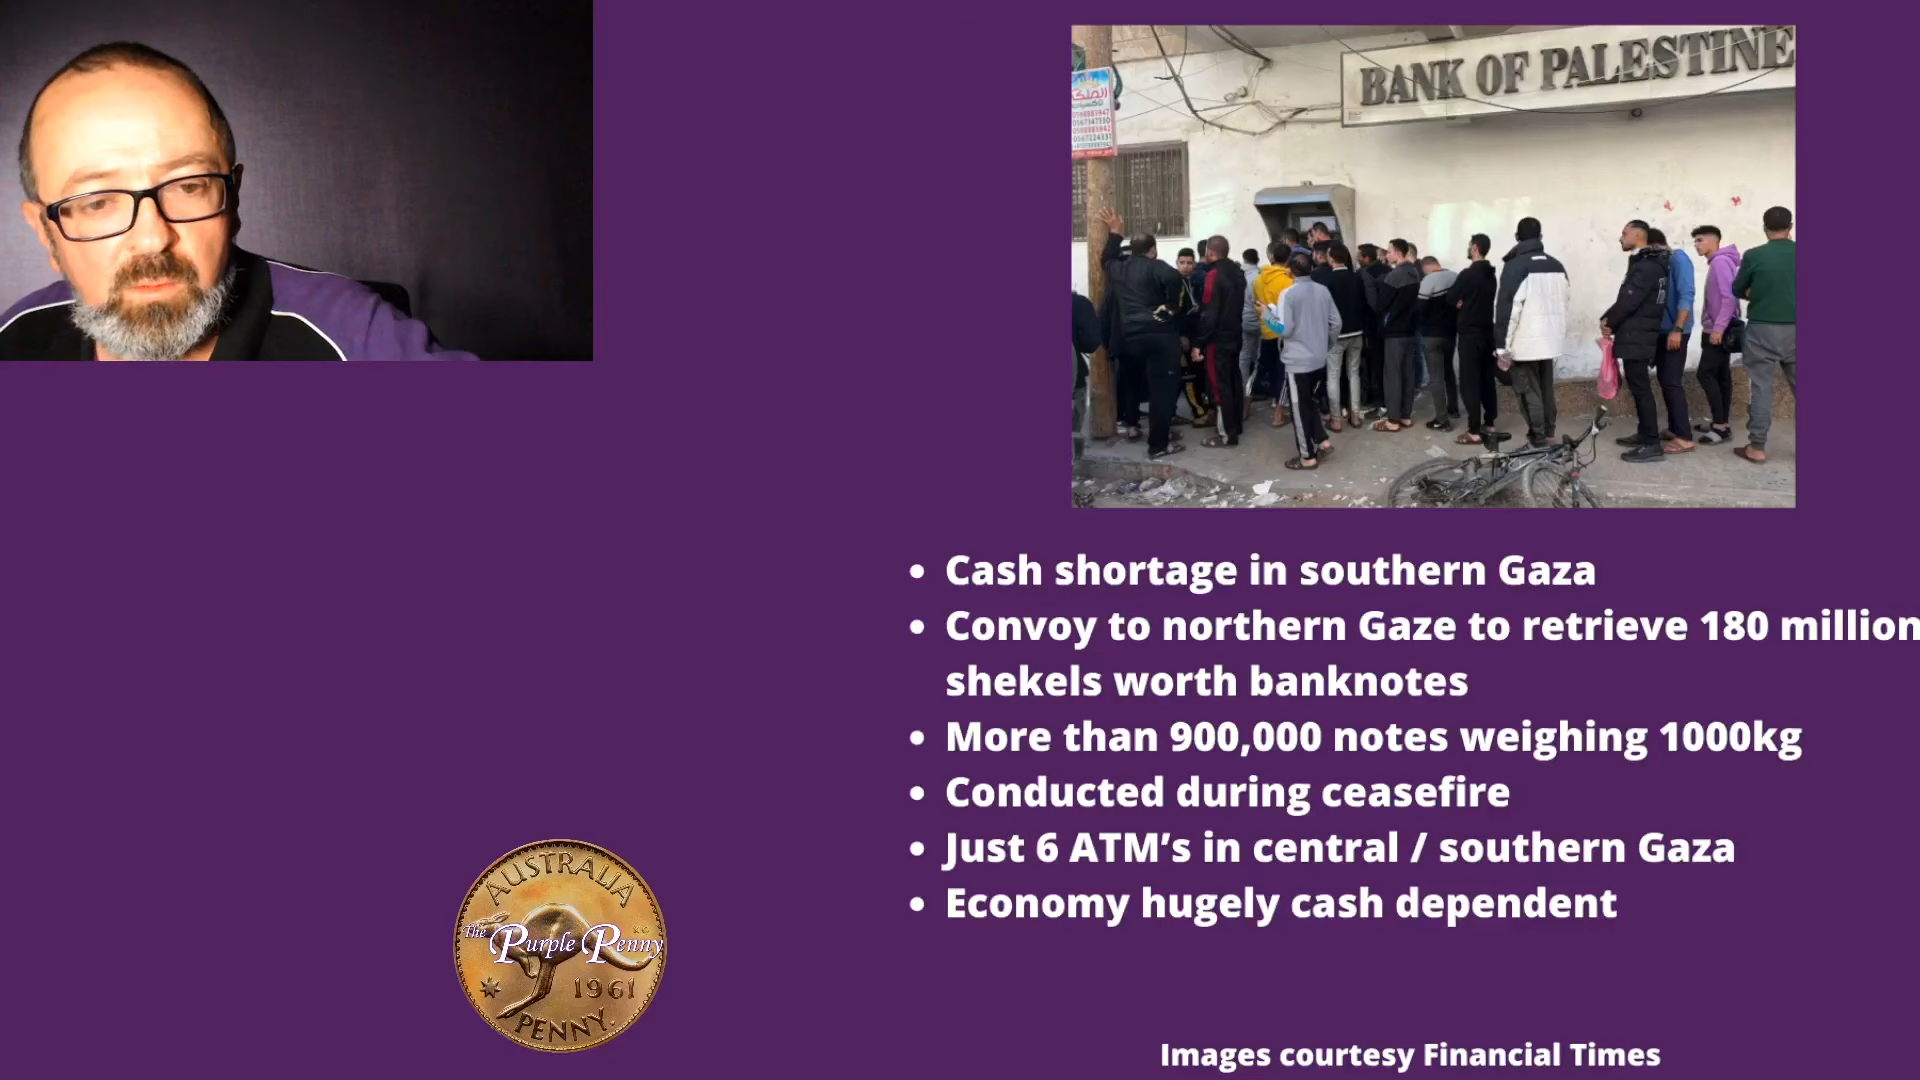 BANK OF PALESTINE
• Cash shortage in southern Gaza
• Convoy to northern Gaze to retrieve 180 million
shekels worth banknotes
• More than 900,000 notes weighing 1000kg
• Conducted during ceasefire
• Just 6 ATM’s in central / southern Gaza
• Economy hugely cash dependent
AUSTRALIA
The Purple Penny
1961
PENNY.
Images courtesy Financial Times